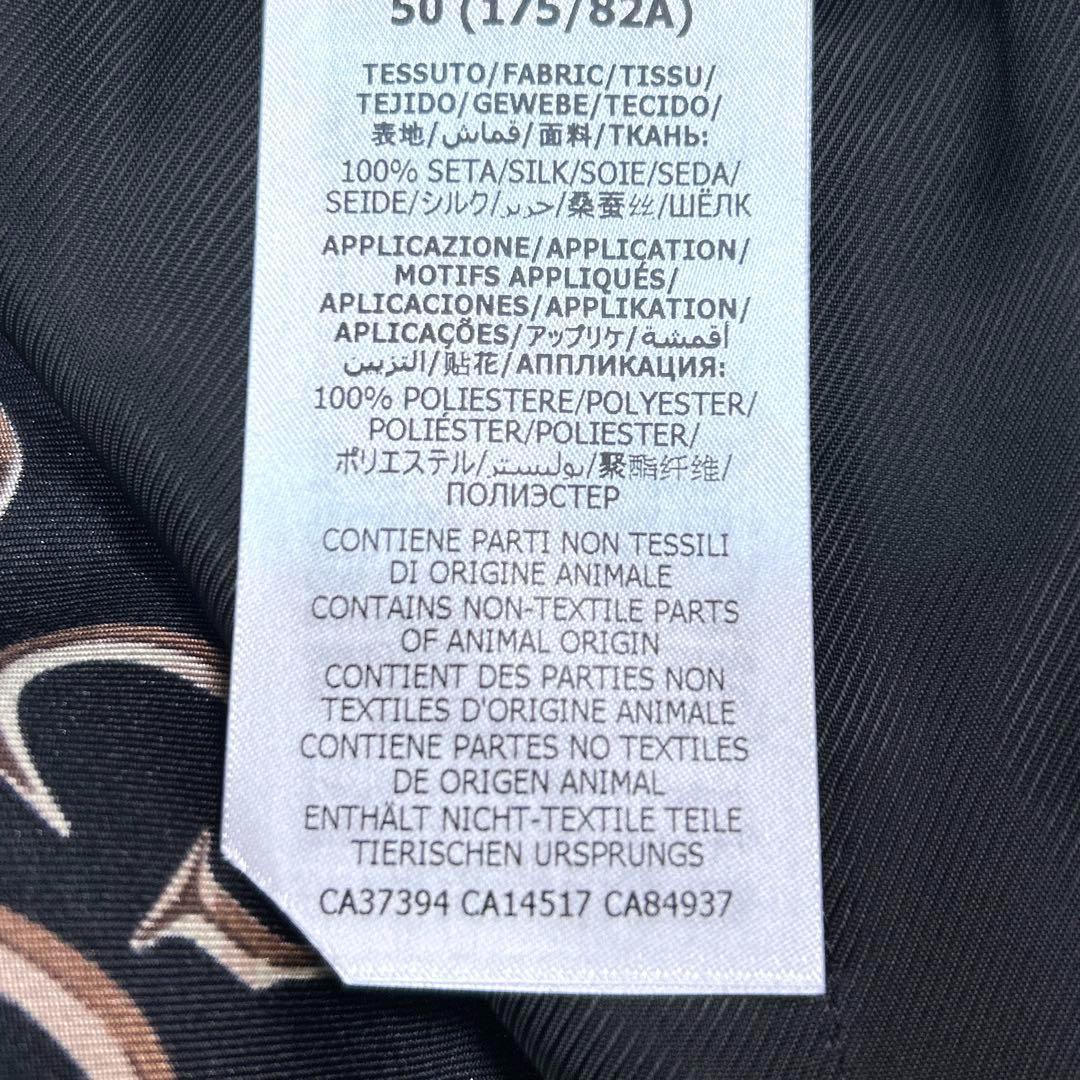 50 (175/82A)
TESSUTO/FABRIC/TISSU/
TEJIDO/GEWEBE/TECIDO/
表地/قماش/面料/ТКАНЬ:
100% SETA/SILK/SOIE/SEDA/
SEIDE/シルク/حرير/桑蚕丝/ШЁЛК
APPLICAZIONE/APPLICATION/
MOTIFS APPLIQUÉS/
APLICACIONES/APPLIKATION/
APLICAÇÕES/アップリケ/أقمشة
التزيين/贴花/АППЛИКАЦИЯ:
100% POLIESTERE/POLYESTER/
POLIÉSTER/POLIESTER/
ポリエステル/بوليستر/聚酯纤维/
ПОЛИЭСТЕР
CONTIENE PARTI NON TESSILI
DI ORIGINE ANIMALE
CONTAINS NON-TEXTILE PARTS
OF ANIMAL ORIGIN
CONTIENT DES PARTIES NON
TEXTILES D'ORIGINE ANIMALE
CONTIENE PARTES NO TEXTILES
DE ORIGEN ANIMAL
ENTHÄLT NICHT-TEXTILE TEILE
TIERISCHEN URSPRUNGS
CA37394 CA14517 CA84937